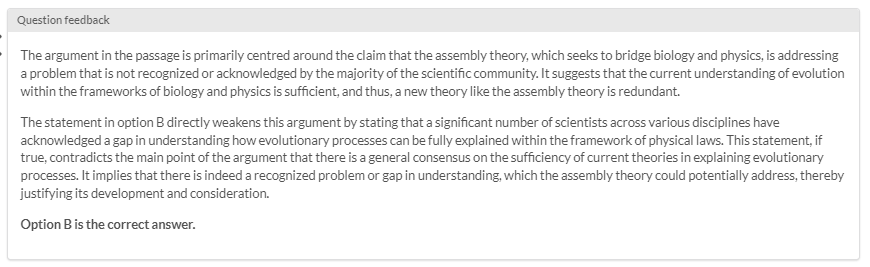 Question feedback
The argument in the passage is primarily centred around the claim that the assembly theory, which seeks to bridge biology and physics, is addressing
a problem that is not recognized or acknowledged by the majority of the scientific community. It suggests that the current understanding of evolution
within the frameworks of biology and physics is sufficient, and thus, a new theory like the assembly theory is redundant.
The statement in option B directly weakens this argument by stating that a significant number of scientists across various disciplines have
acknowledged a gap in understanding how evolutionary processes can be fully explained within the framework of physical laws. This statement, if
true, contradicts the main point of the argument that there is a general consensus on the sufficiency of current theories in explaining evolutionary
processes. It implies that there is indeed a recognized problem or gap in understanding, which the assembly theory could potentially address, thereby
justifying its development and consideration.
Option B is the correct answer.